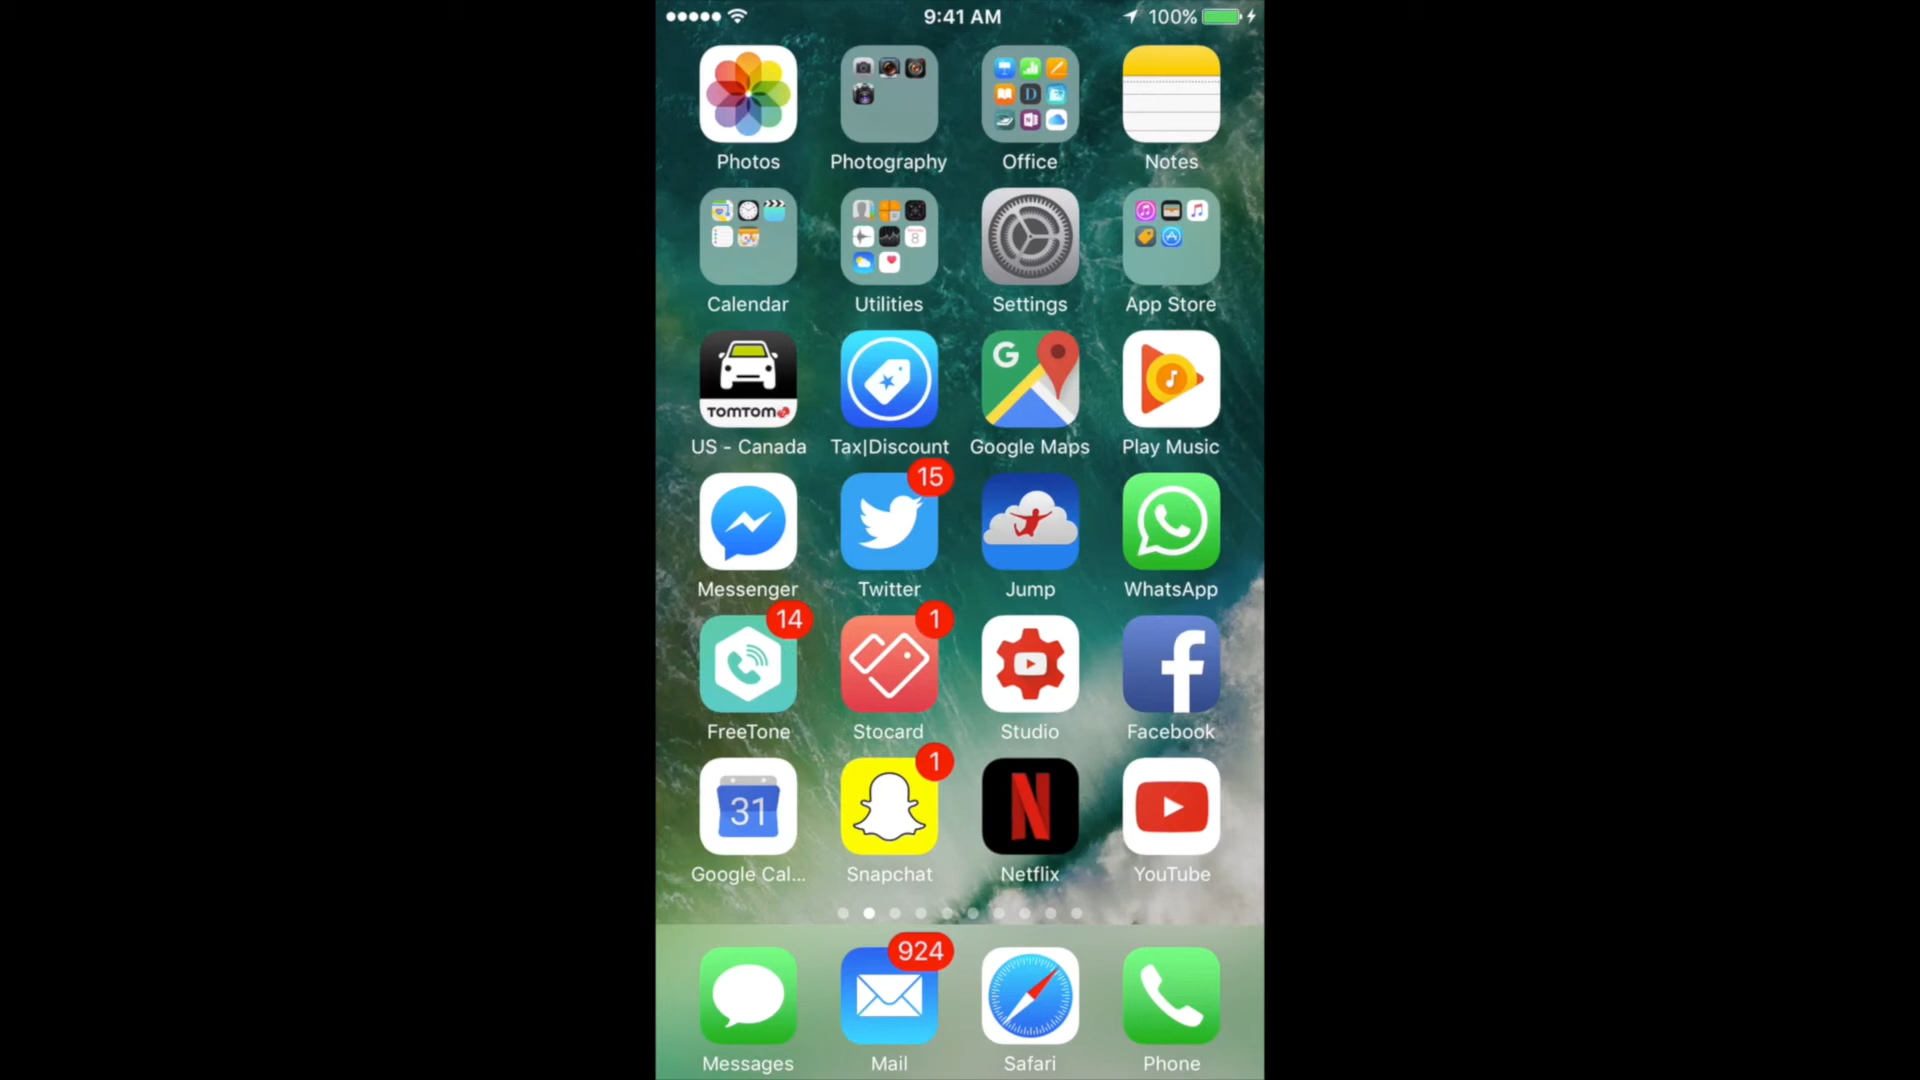 9:41 AM 100%
Photos Photography Office Notes
8
Calendar Utilities Settings App Store
TOMTOM G
US - Canada Tax|Discount Google Maps Play Music
15
Messenger Twitter Jump WhatsApp
14 1
FreeTone Stocard Studio Facebook
1
31
Google Cal... Snapchat Netflix YouTube
924
Messages Mail Safari Phone